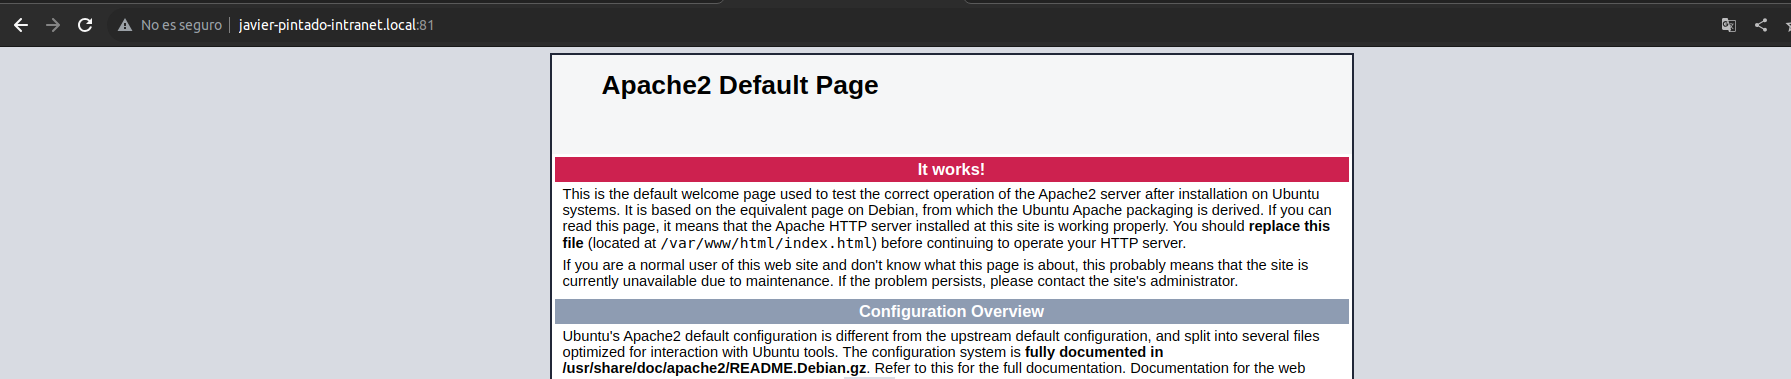 No es seguro javier-pintado-intranet.local:81
Apache2 Default Page
It works!
This is the default welcome page used to test the correct operation of the Apache2 server after installation on Ubuntu
systems. It is based on the equivalent page on Debian, from which the Ubuntu Apache packaging is derived. If you can
read this page, it means that the Apache HTTP server installed at this site is working properly. You should replace this
file (located at /var/www/html/index.html) before continuing to operate your HTTP server.
If you are a normal user of this web site and don't know what this page is about, this probably means that the site is
currently unavailable due to maintenance. If the problem persists, please contact the site's administrator.
Configuration Overview
Ubuntu's Apache2 default configuration is different from the upstream default configuration, and split into several files
optimized for interaction with Ubuntu tools. The configuration system is fully documented in
/usr/share/doc/apache2/README.Debian.gz. Refer to this for the full documentation. Documentation for the web